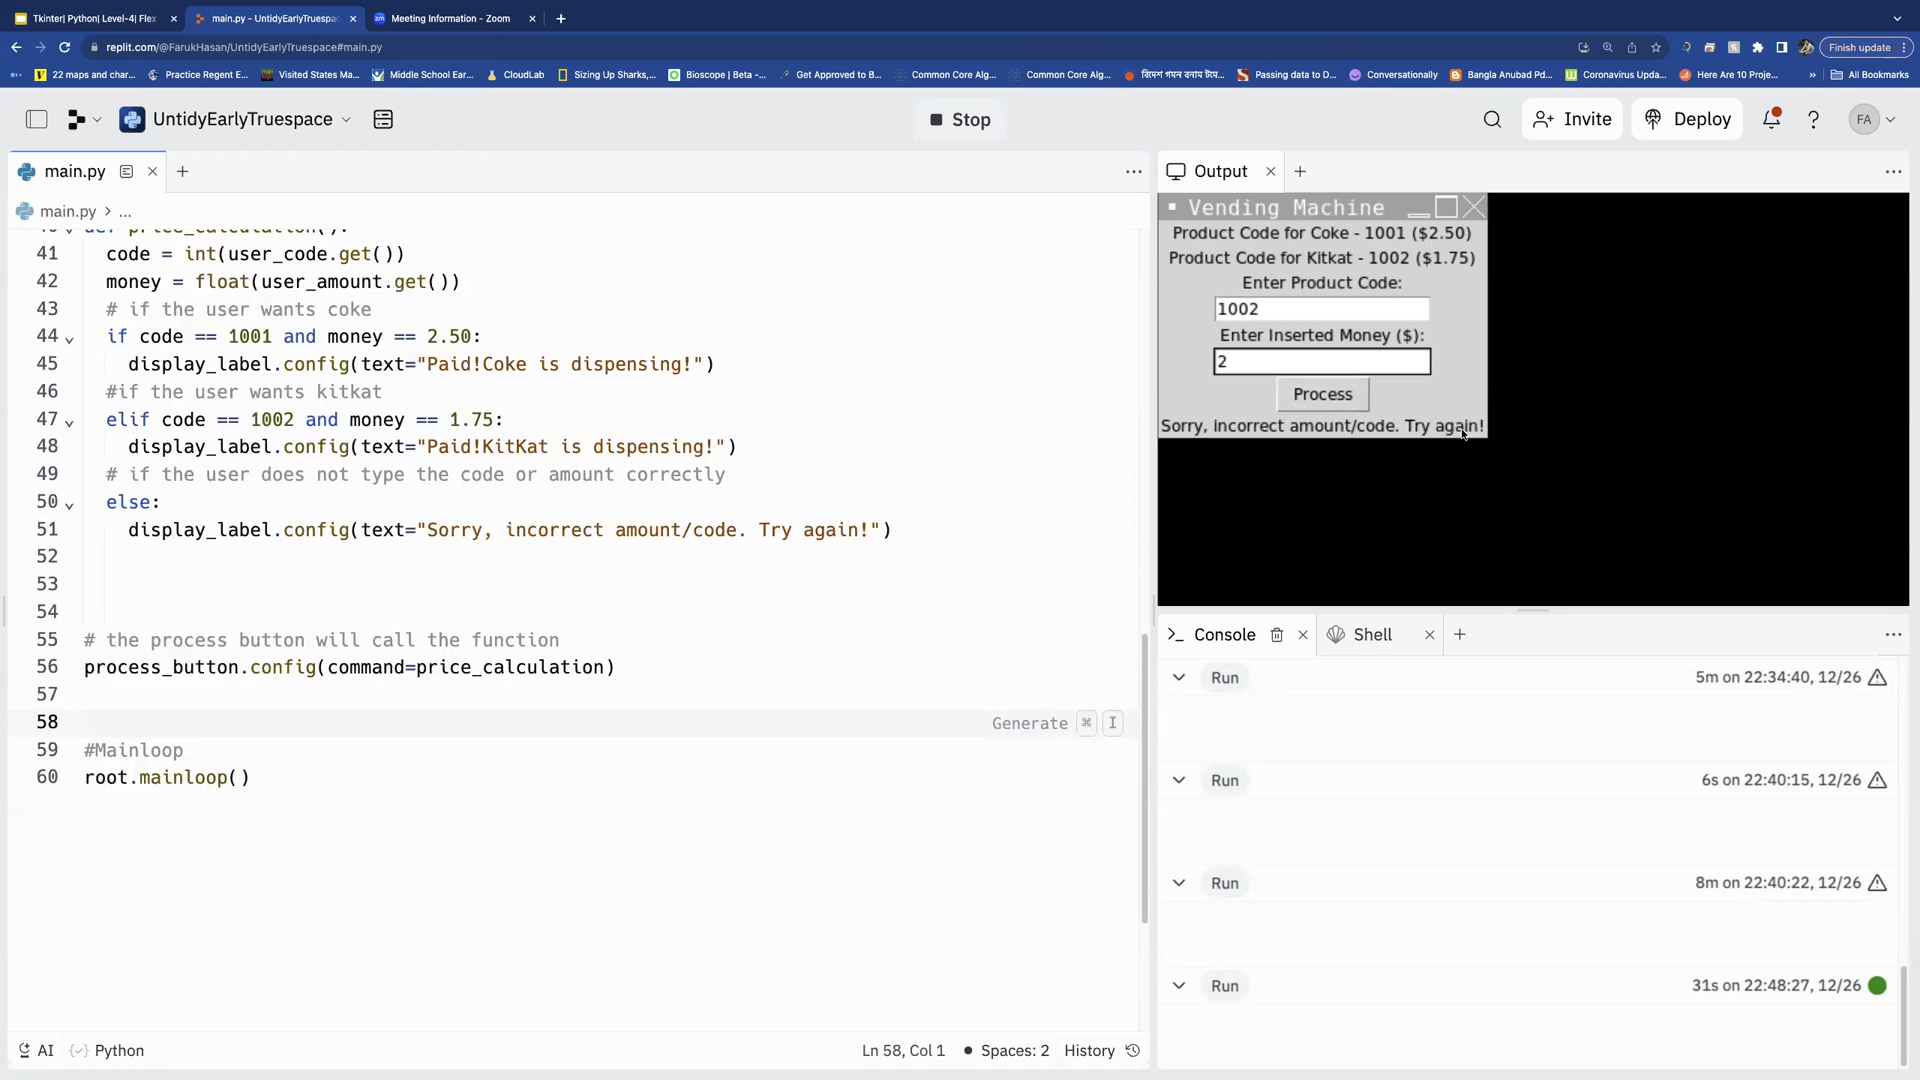 Tkinter| Python| Level-4| Flex
main.py - UntidyEarlyTruespac
Meeting Information - Zoom
replit.com/@FarukHasan/UntidyEarlyTruespace#main.py
Finish update
22 maps and char...
Practice Regent E...
Visited States Ma...
Middle School Ear...
CloudLab
Sizing Up Sharks,...
Bioscope | Beta -...
Get Approved to B...
Common Core Alg...
Common Core Alg...
Passing data to D...
Conversationally
Bangla Anubad Pd...
Coronavirus Upda...
Here Are 10 Proje...
»
All Bookmarks
UntidyEarlyTruespace
Stop
Invite
Deploy
FA
main.py
main.py > ...
41 code = int(user_code.get())
42 money = float(user_amount.get())
43 # if the user wants coke
44 if code == 1001 and money == 2.50:
45 display_label.config(text="Paid!Coke is dispensing!")
46 #if the user wants kitkat
47 elif code == 1002 and money == 1.75:
48 display_label.config(text="Paid!KitKat is dispensing!")
49 # if the user does not type the code or amount correctly
50 else:
51 display_label.config(text="Sorry, incorrect amount/code. Try again!")
52
53
54
55 # the process button will call the function
56 process_button.config(command=price_calculation)
57
58 Generate ⌘ I
59 #Mainloop
60 root.mainloop()
AI
Python
Ln 58, Col 1
Spaces: 2
History
Output
Vending Machine
Product Code for Coke - 1001 ($2.50)
Product Code for Kitkat - 1002 ($1.75)
Enter Product Code:
1002
Enter Inserted Money ($):
2
Process
Sorry, incorrect amount/code. Try again!
Console
Shell
Run 5m on 22:34:40, 12/26
Run 6s on 22:40:15, 12/26
Run 8m on 22:40:22, 12/26
Run 31s on 22:48:27, 12/26